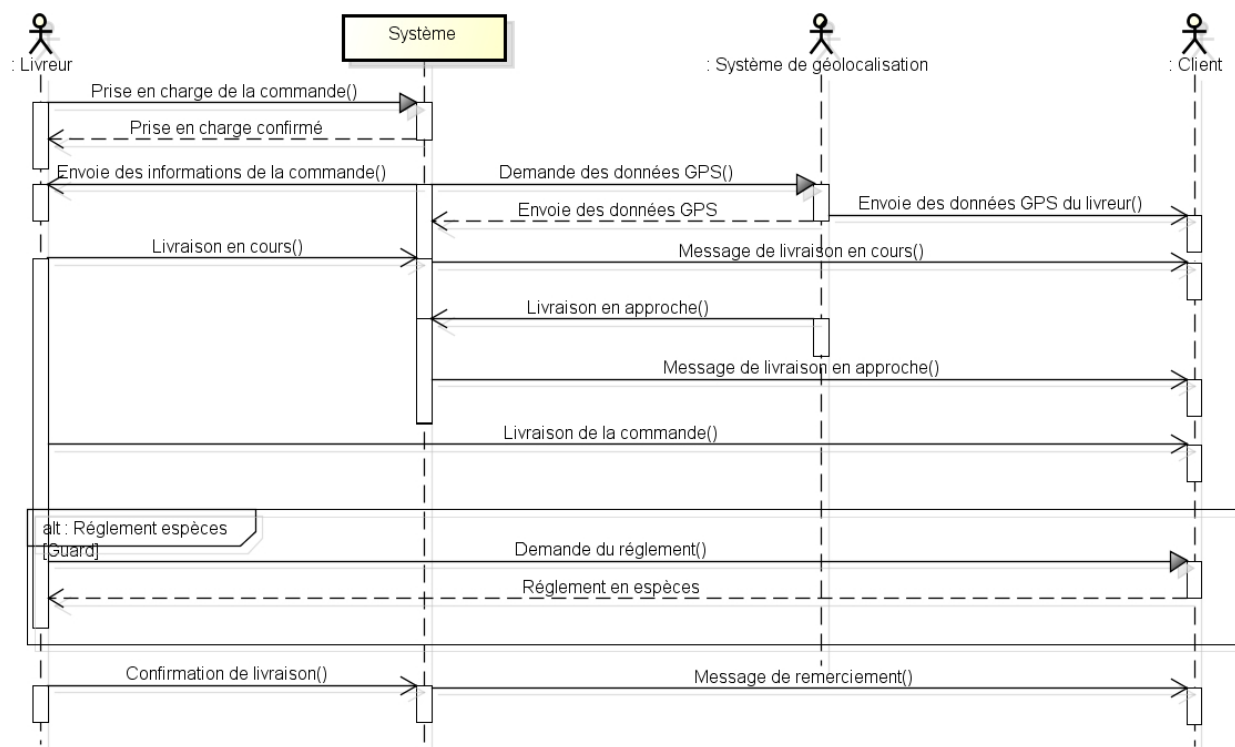 Système
: Livreur
: Système de géolocalisation
: Client
Prise en charge de la commande()
Prise en charge confirmé
Envoie des informations de la commande()
Demande des données GPS()
Envoie des données GPS
Envoie des données GPS du livreur()
Livraison en cours()
Message de livraison en cours()
Livraison en approche()
Message de livraison en approche()
Livraison de la commande()
alt : Réglement espèces
[Guard]
Demande du réglement()
Réglement en espèces
Confirmation de livraison()
Message de remerciement()